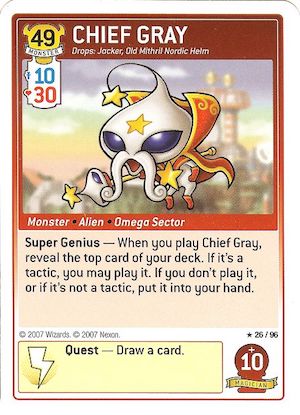 49
MONSTER
CHIEF GRAY
Drops: Jacker, Old Mithril Nordic Helm
10
30
Monster • Alien • Omega Sector
Super Genius — When you play Chief Gray,
reveal the top card of your deck. If it's a
tactic, you may play it. If you don't play it,
or if it's not a tactic, put it into your hand.
© 2007 Wizards. © 2007 Nexon.
★ 26 / 96
Quest — Draw a card.
10
MAGICIAN